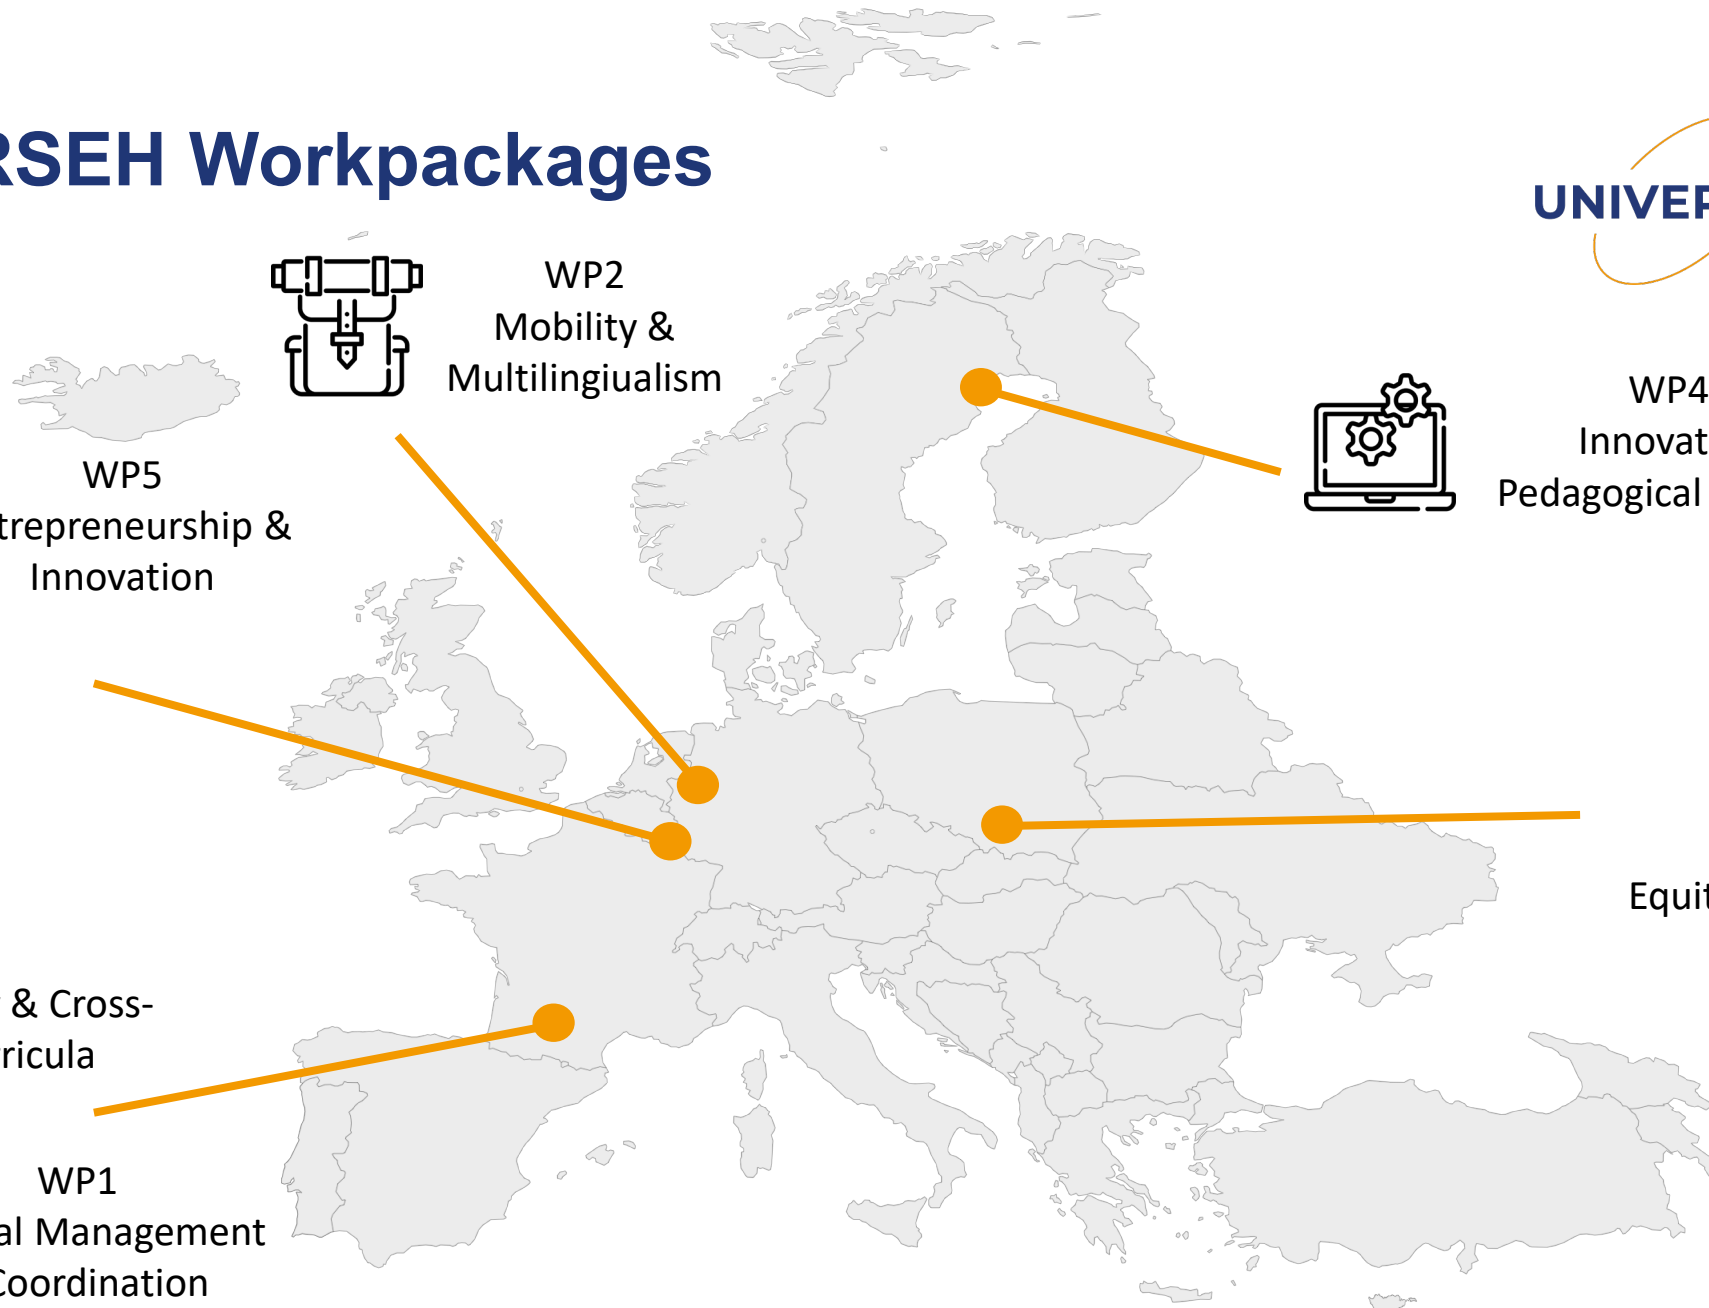 RSEH Workpackages
UNIVER
WP2
Mobility &
Multilingiualism
WP4
Innovat
Pedagogical
WP5
trepreneurship &
Innovation
Equit
& Cross-
ricula
WP1
al Management
Coordination